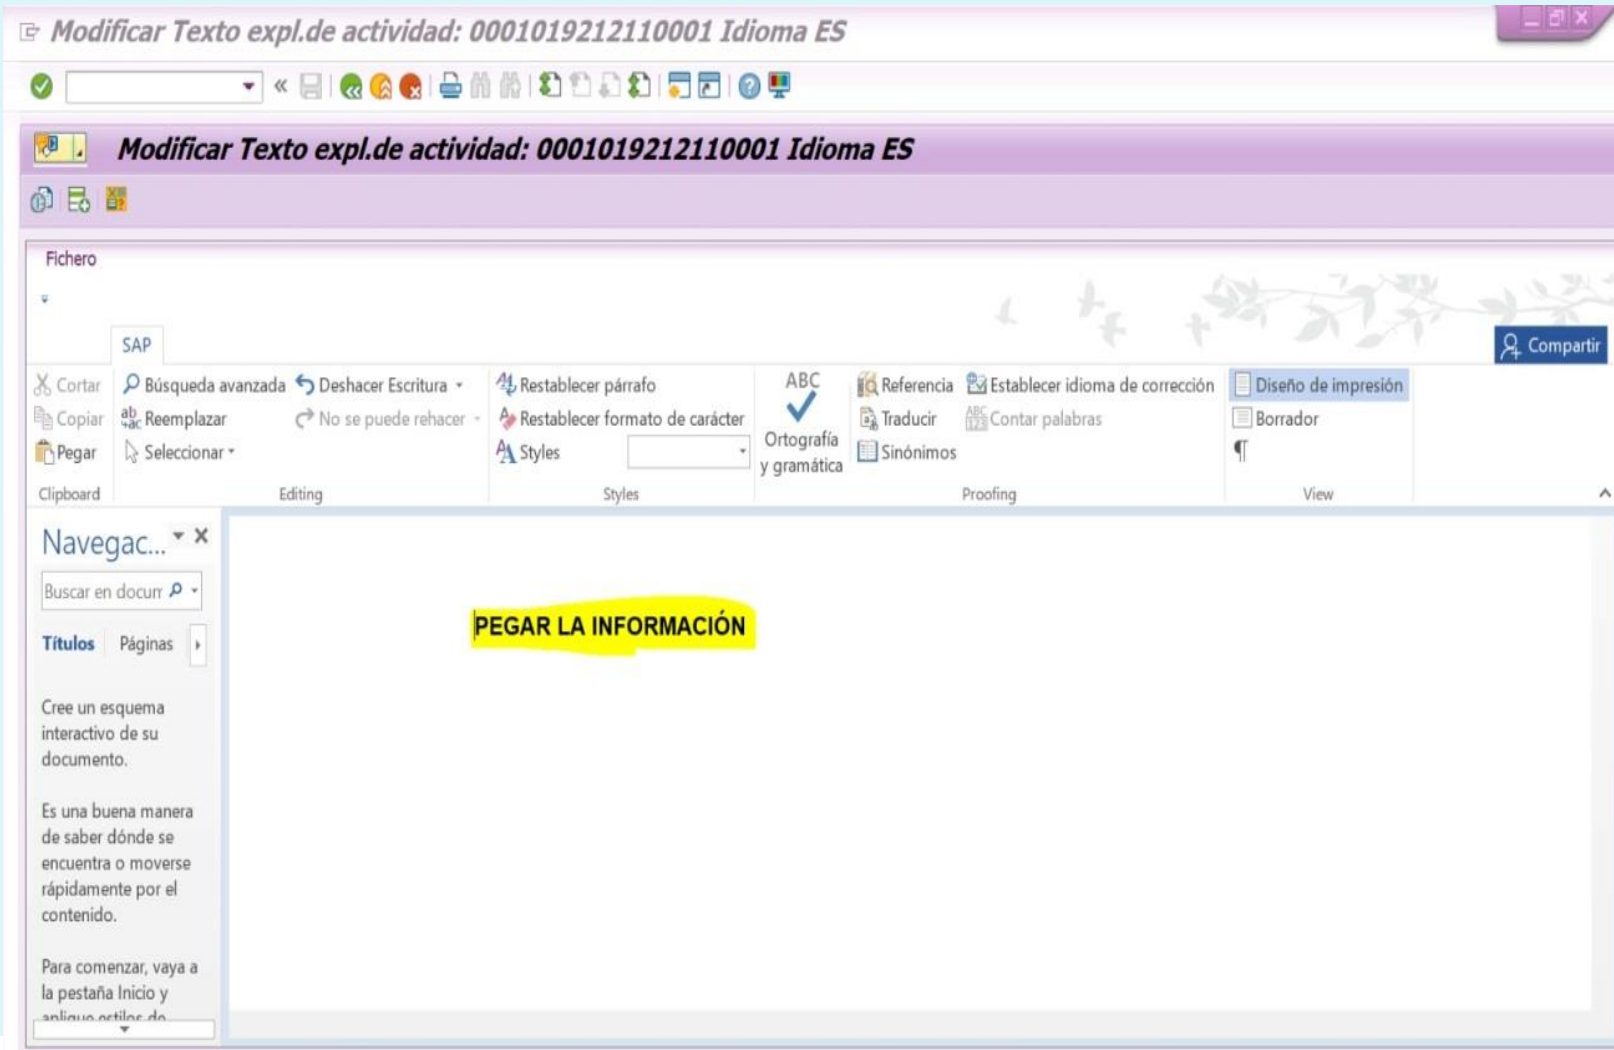 Modificar Texto expl.de actividad: 0001019212110001 Idioma ES
Modificar Texto expl.de actividad: 0001019212110001 Idioma ES
Fichero
SAP
Compartir
Cortar
Copiar
Pegar
Clipboard
Búsqueda avanzada
Reemplazar
Seleccionar
Deshacer Escritura
No se puede rehacer
Editing
Restablecer párrafo
Restablecer formato de carácter
Styles
Styles
ABC
Ortografía
y gramática
Referencia
Traducir
Sinónimos
Establecer idioma de corrección
Contar palabras
Proofing
Diseño de impresión
Borrador
¶
View
Navegac...
Buscar en docum
Títulos
Páginas
Cree un esquema
interactivo de su
documento.
Es una buena manera
de saber dónde se
encuentra o moverse
rápidamente por el
contenido.
Para comenzar, vaya a
la pestaña Inicio y
aplique estilos de
PEGAR LA INFORMACIÓN